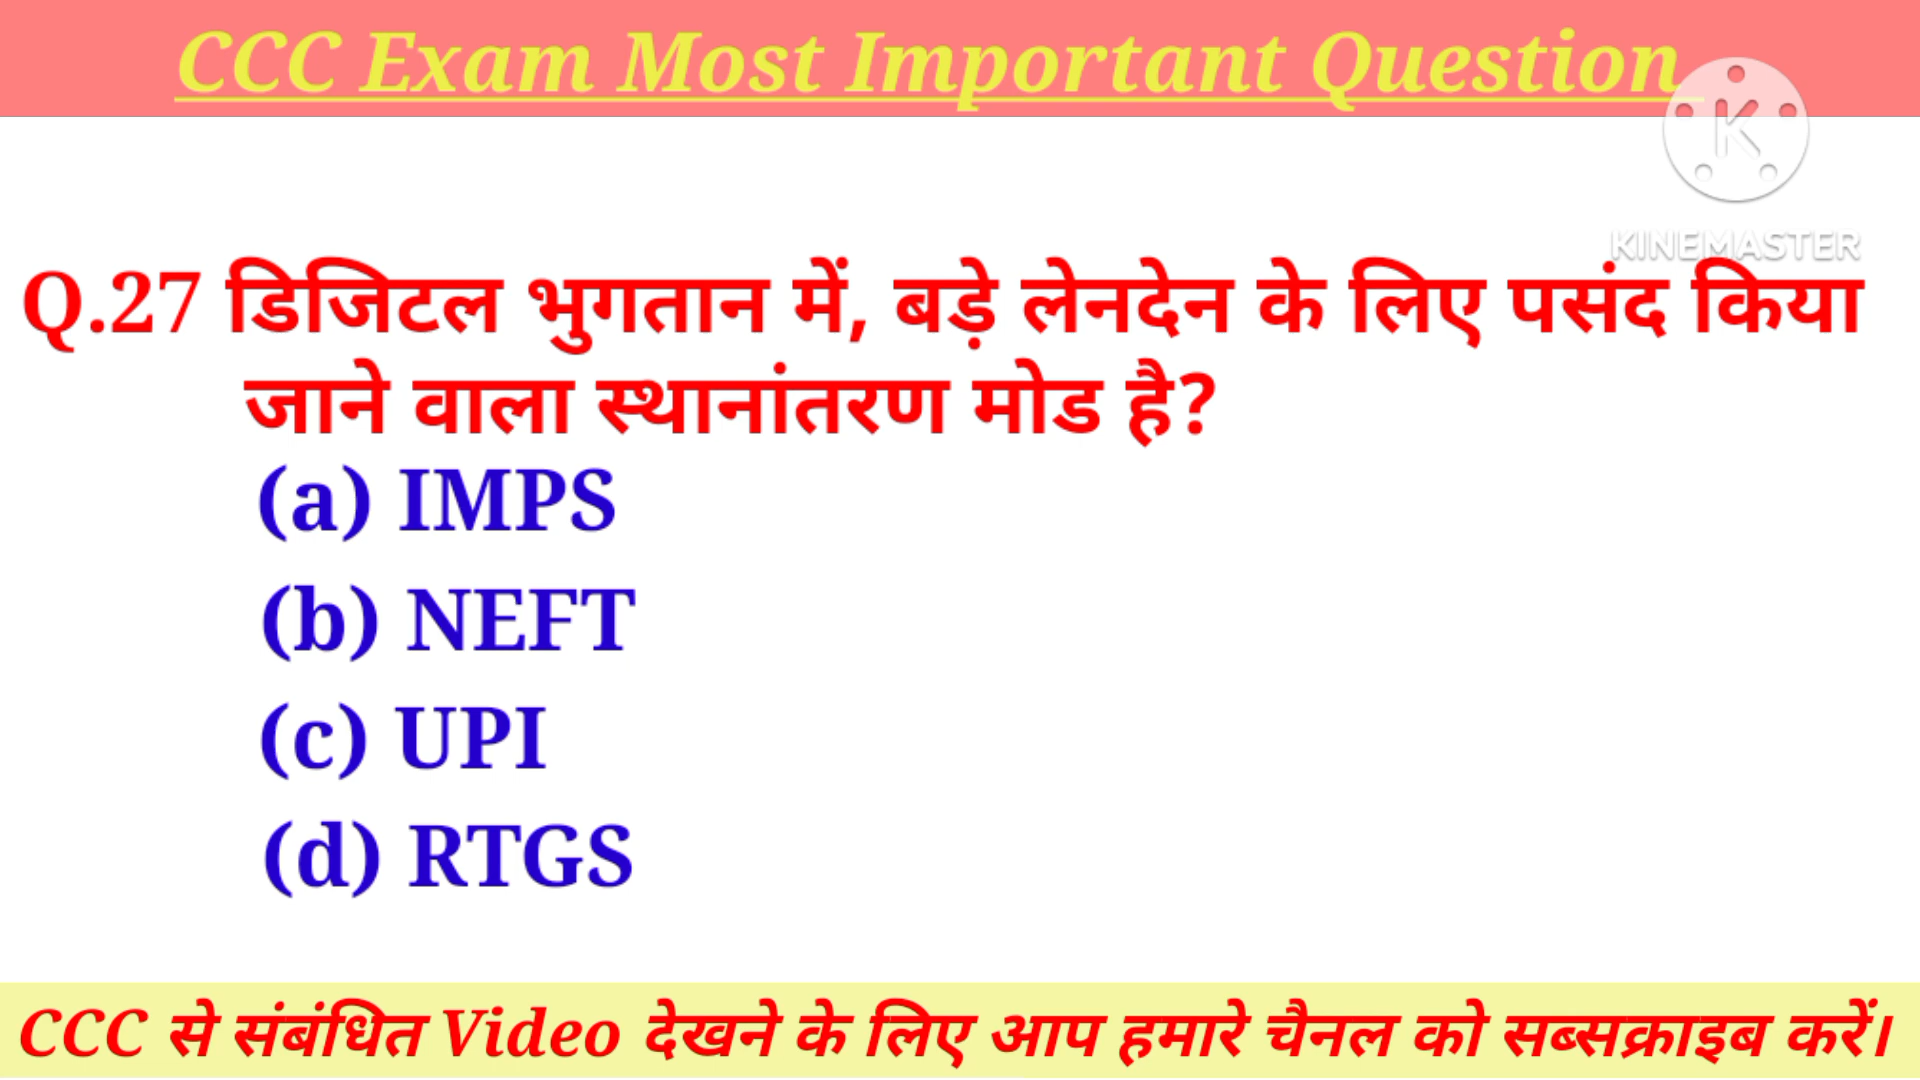 CCC Exam Most Important Question
KINEMASTER
Q.27 डिजिटल भुगतान में, बड़े लेनदेन के लिए पसंद किया
जाने वाला स्थानांतरण मोड है?
(a) IMPS
(b) NEFT
(c) UPI
(d) RTGS
CCC से संबंधित Video देखने के लिए आप हमारे चैनल को सब्सक्राइब करें।